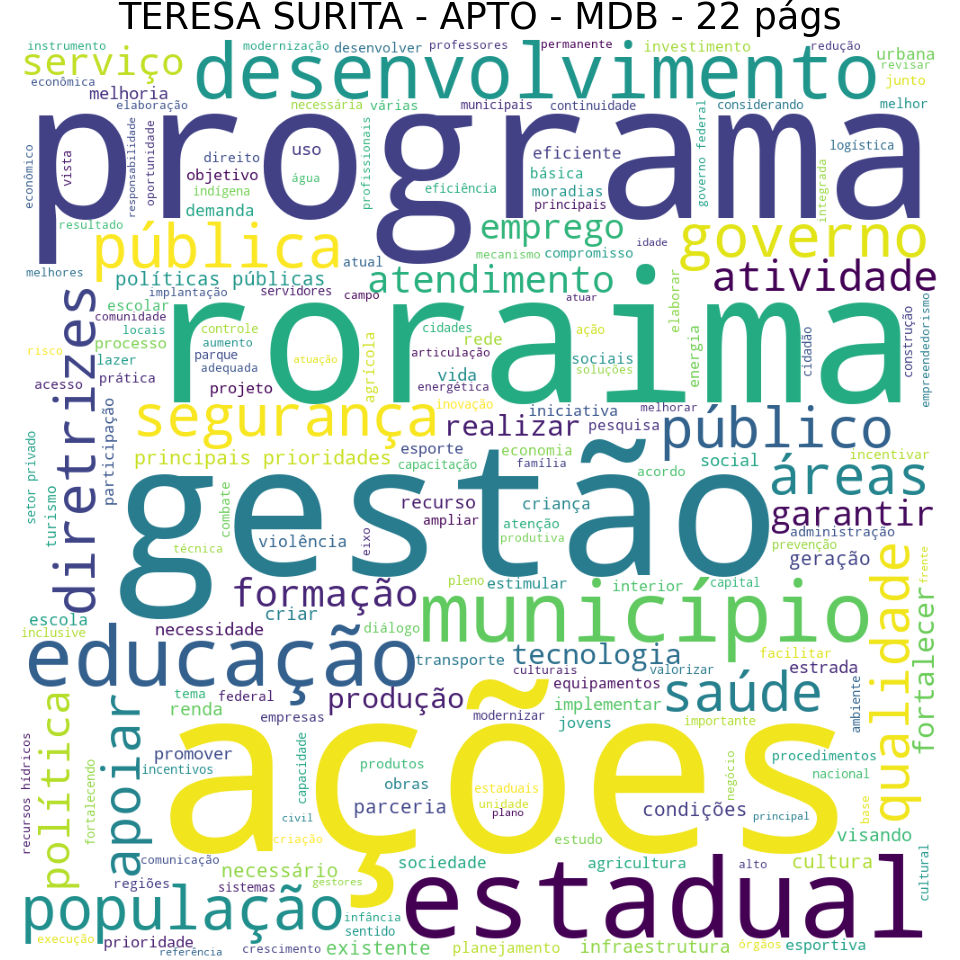 TERESA SURITA - APTO - MDB - 22 págs
instrumento
modernização
desenvolver
professores
permanente
investimento
redução
urbana
serviço
desenvolvimento
revisar
econômica
melhoria
junto
elaboração
necessária
várias
municipais
continuidade
considerando
melhor
programa
econômico
vista
responsabilidade
oportunidade
direito
uso
objetivo
água
indígena
demanda
profissionais
eficiência
eficiente
básica
moradias
principais
governo federal
logística
integrada
resultado
pública
emprego
idade
governo
mecanismo
compromisso
melhores
políticas públicas
atual
atendimento
atividade
implantação
servidores
campo
atuar
elaborar
escolar
comunidade
roraima
diretrizes
locais
controle
cidades
rede
ação
processo
aumento
agrícola
articulação
sociais
energia
cidadão
construção
empreendedorismo
risco
lazer
parque
atuação
vida
soluções
acesso
prática
adequada
projeto
energética
segurança
inovação
iniciativa
melhorar
público
participação
realizar
pesquisa
setor privado
turismo
principais prioridades
esporte
economia
capacitação
família
acordo
social
incentivar
áreas
combate
gestão
recurso
criança
ampliar
atenção
produtiva
garantir
administração
violência
eixo
prevenção
técnica
geração
qualidade
frente
pleno
estimular
interior
capital
formação
município
fortalecer
criar
escola
necessidade
diálogo
inclusive
educação
tecnologia
facilitar
transporte
culturais
valorizar
estrada
tema
federal
produção
equipamentos
saúde
ambiente
renda
empresas
modernizar
implementar
jovens
importante
política
apoiar
ações
recursos hídricos
fortalecendo
promover
incentivos
capacidade
produtos
obras
estaduais
unidade
parceria
plano
condições
negócio
procedimentos
nacional
base
principal
civil
criação
estudo
visando
comunicação
necessário
sociedade
agricultura
alto
cultura
cultural
regiões
sistemas
gestores
população
estadual
infância
sentido
execução
prioridade
referência
crescimento
existente
planejamento
infraestrutura
órgãos
esportiva